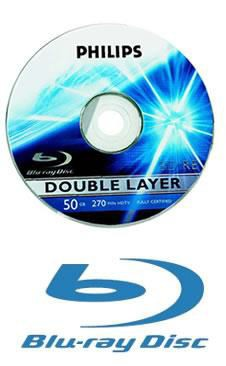 PHILIPS
Blu-ray Disc
DOUBLE LAYER
50 GB 270 MIN HDTV FULLY CERTIFIED
Blu-ray Disc